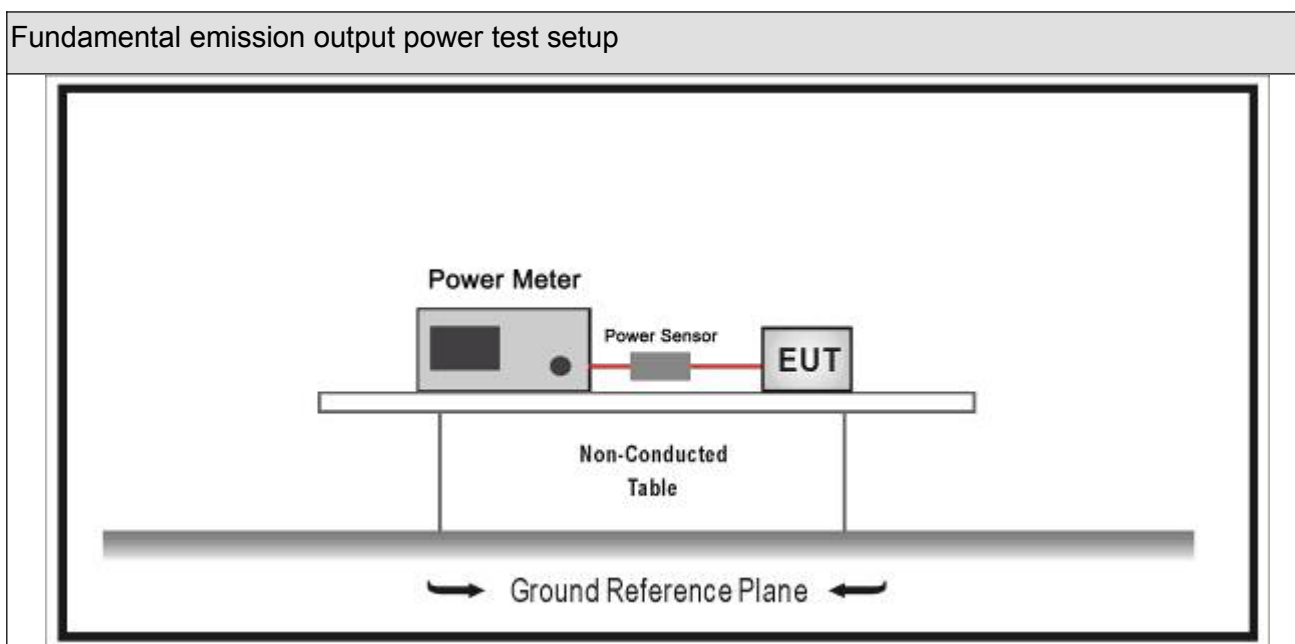 Fundamental emission output power test setup
Power Meter
Power Sensor
EUT
Non-Conducted
Table
Ground Reference Plane